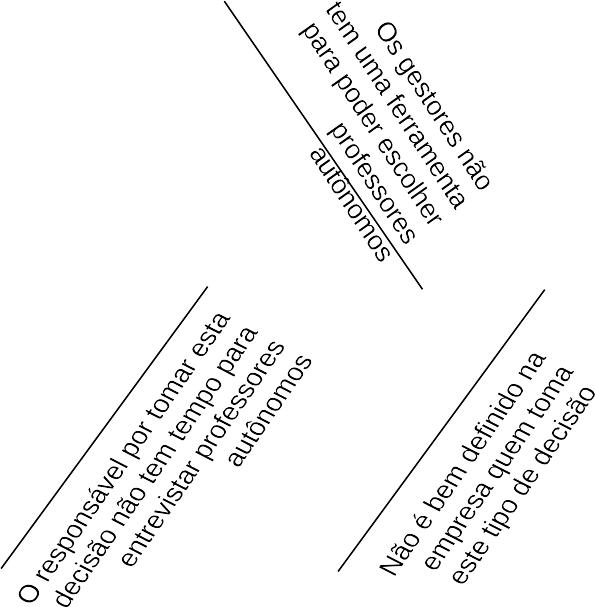 Os gestores não
tem uma ferramenta
para poder escolher
professores
autônomos
O responsável por tomar esta
decisão não tem tempo para
entrevistar professores
autônomos
Não é bem definido na
empresa quem toma
este tipo de decisão